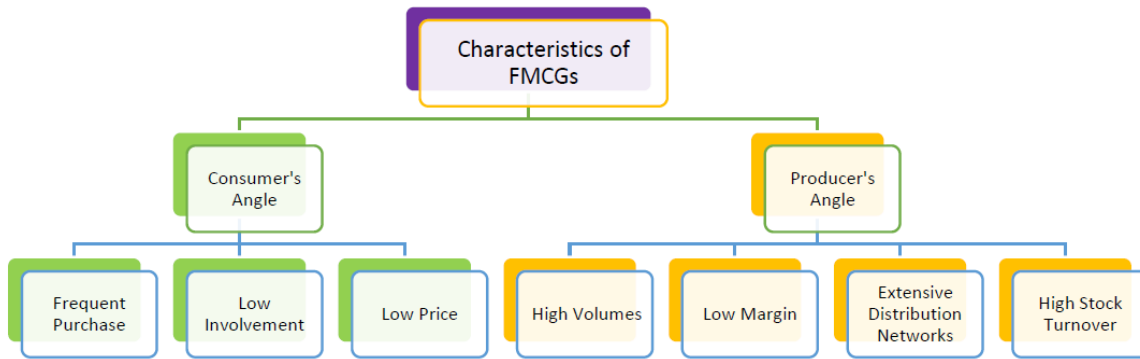 Characteristics of
FMCGs
Consumer's
Angle
Producer's
Angle
Frequent
Purchase
Low
Involvement
Low Price
High Volumes
Low Margin
Extensive
Distribution
Networks
High Stock
Turnover